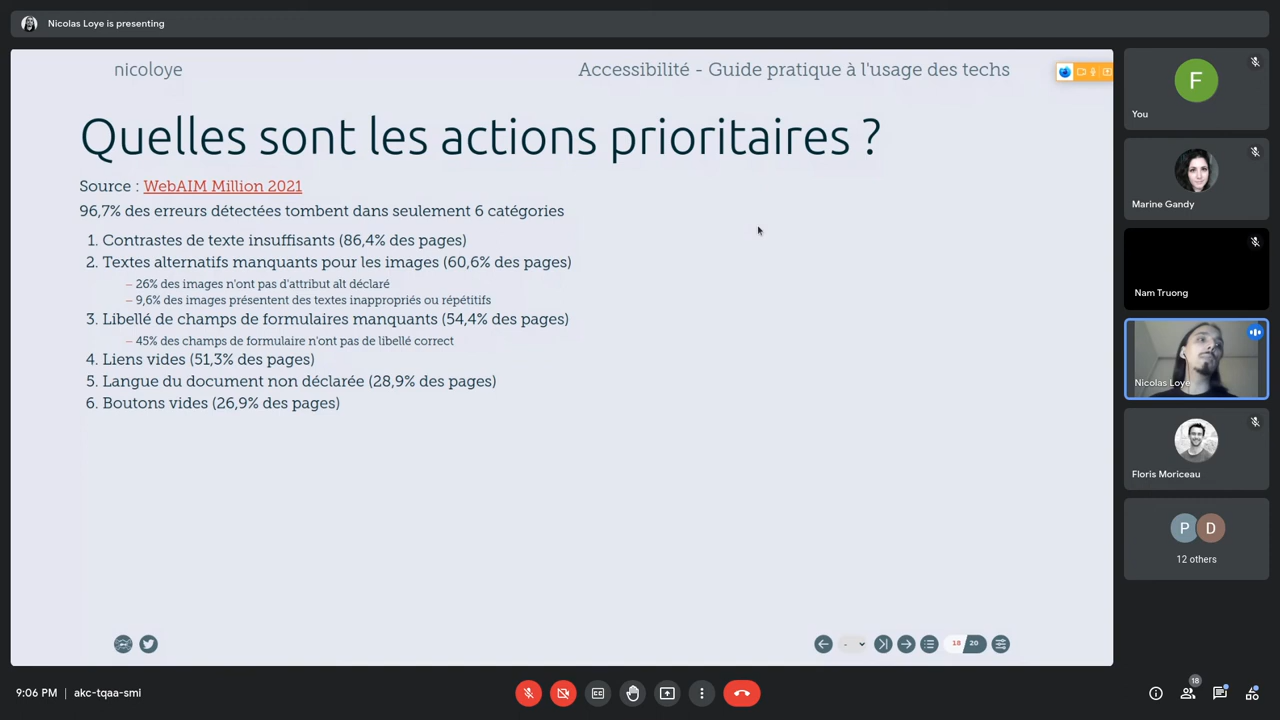 Nicolas Loye is presenting
nicoloye
Accessibilité - Guide pratique à l'usage des techs
Quelles sont les actions prioritaires ?
Source : WebAIM Million 2021
96,7% des erreurs détectées tombent dans seulement 6 catégories
1. Contrastes de texte insuffisants (86,4% des pages)
2. Textes alternatifs manquants pour les images (60,6% des pages)
– 26% des images n'ont pas d'attribut alt déclaré
– 9,6% des images présentent des textes inappropriés ou répétitifs
3. Libellé de champs de formulaires manquants (54,4% des pages)
– 45% des champs de formulaire n'ont pas de libellé correct
4. Liens vides (51,3% des pages)
5. Langue du document non déclarée (28,9% des pages)
6. Boutons vides (26,9% des pages)
-
18 20
F
You
Marine Gandy
Nam Truong
Nicolas Loye
Floris Moriceau
P D
12 others
9:06 PM | akc-tqaa-smi
CC
18